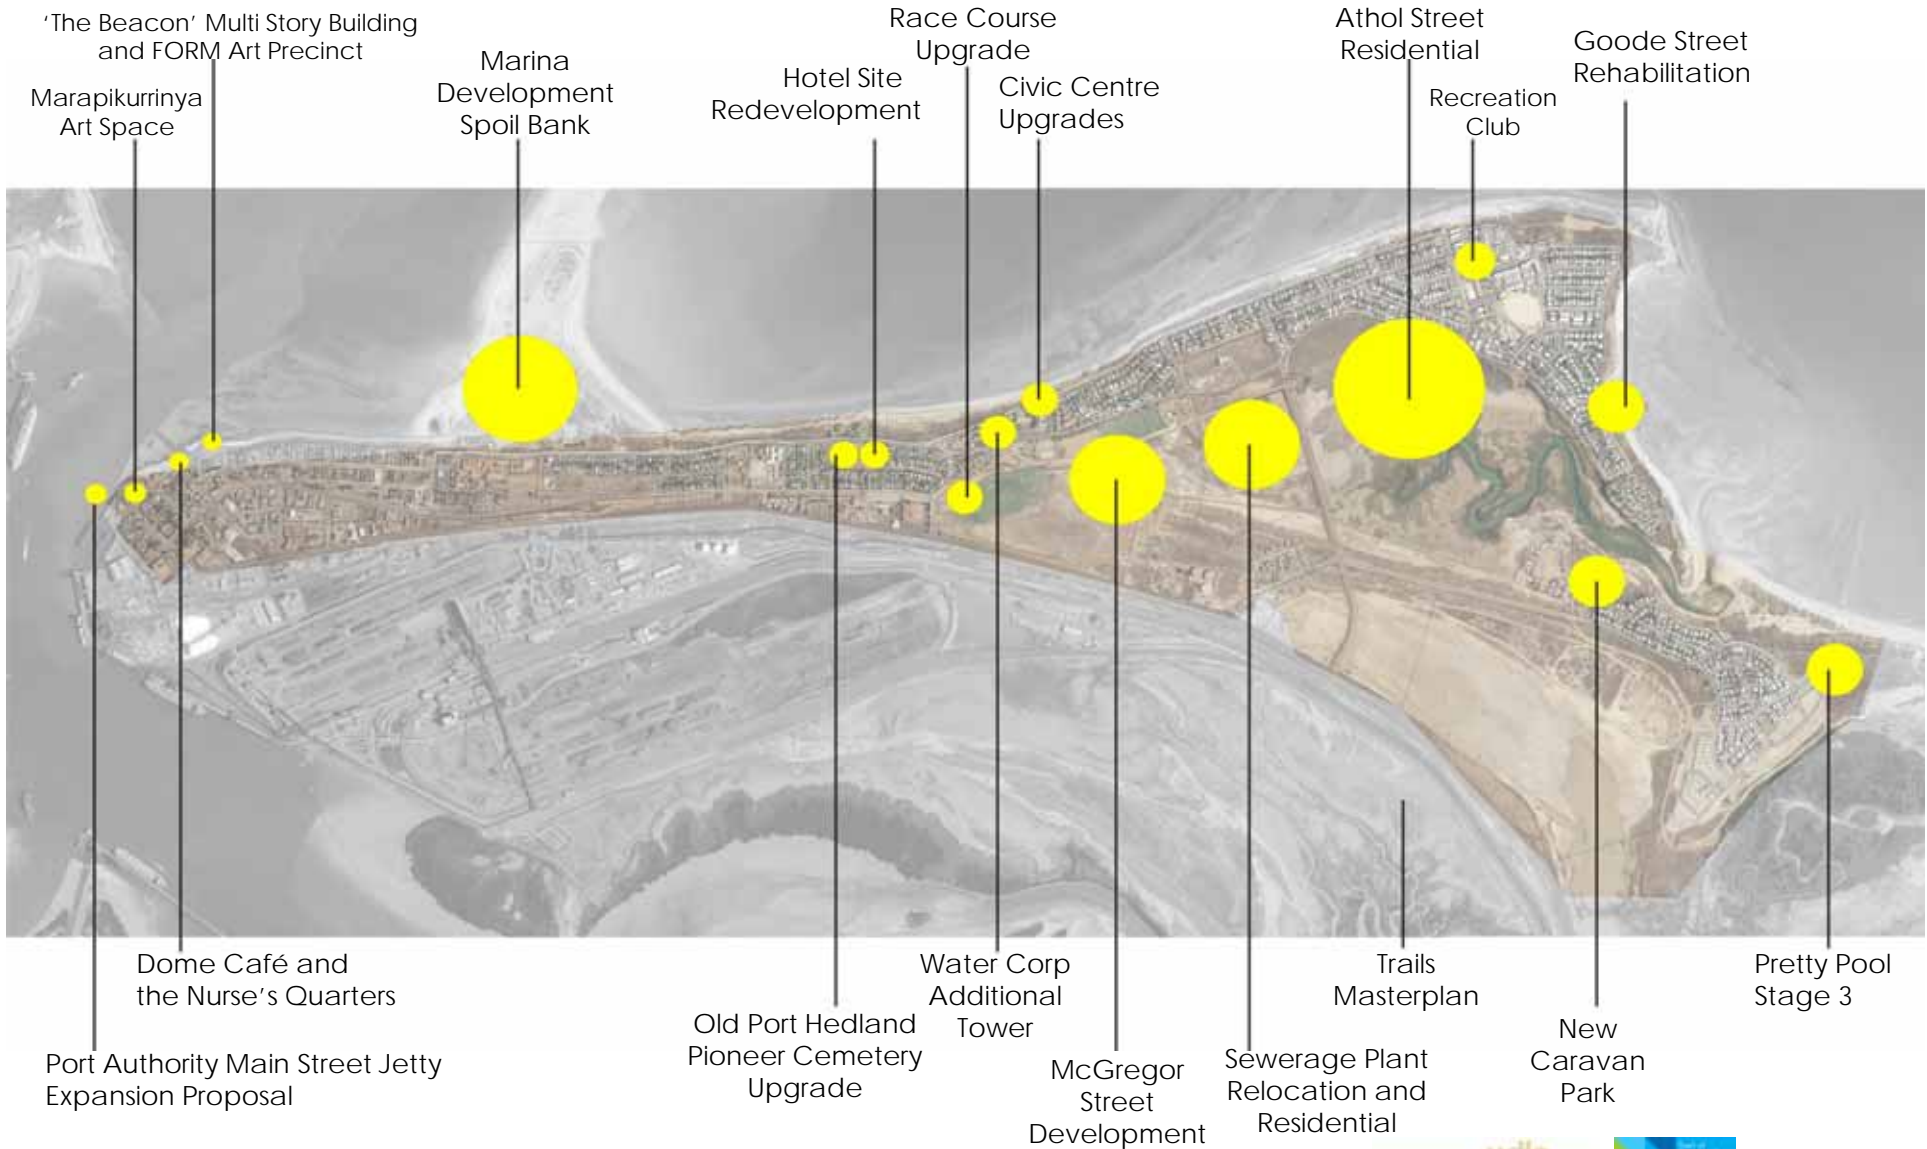 ‘The Beacon’ Multi Story Building
and FORM Art Precinct
Marapikurrinya
Art Space
Marina
Development
Spoil Bank
Hotel Site
Redevelopment
Race Course
Upgrade
Civic Centre
Upgrades
Athol Street
Residential
Recreation
Club
Goode Street
Rehabilitation
Dome Café and
the Nurse’s Quarters
Port Authority Main Street Jetty
Expansion Proposal
Old Port Hedland
Pioneer Cemetery
Upgrade
Water Corp
Additional
Tower
McGregor
Street
Development
Sewerage Plant
Relocation and
Residential
Trails
Masterplan
New
Caravan
Park
Pretty Pool
Stage 3